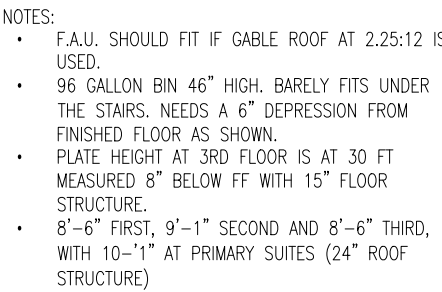 NOTES:
• F.A.U. SHOULD FIT IF GABLE ROOF AT 2.25:12 IS
USED.
• 96 GALLON BIN 46" HIGH. BARELY FITS UNDER
THE STAIRS. NEEDS A 6" DEPRESSION FROM
FINISHED FLOOR AS SHOWN.
• PLATE HEIGHT AT 3RD FLOOR IS AT 30 FT
MEASURED 8" BELOW FF WITH 15" FLOOR
STRUCTURE.
• 8'-6" FIRST, 9'-1" SECOND AND 8'-6" THIRD,
WITH 10-'1" AT PRIMARY SUITES (24" ROOF
STRUCTURE)